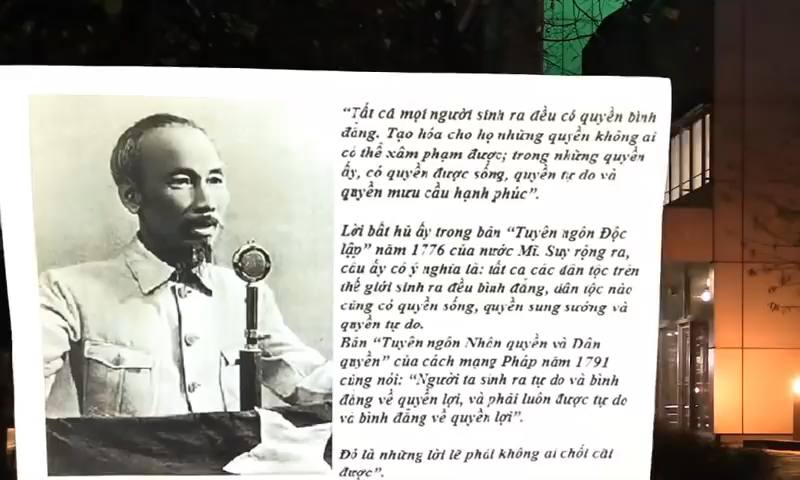 “Tất cả mọi người sinh ra đều có quyền bình
đẳng. Tạo hóa cho họ những quyền không ai
có thể xâm phạm được; trong những quyền
ấy, có quyền được sống, quyền tự do và
quyền mưu cầu hạnh phúc”.
Lời bất hủ ấy trong bản “Tuyên ngôn Độc
lập” năm 1776 của nước Mĩ. Suy rộng ra,
câu ấy có ý nghĩa là: tất cả các dân tộc trên
thế giới sinh ra đều bình đẳng, dân tộc nào
cũng có quyền sống, quyền sung sướng và
quyền tự do.
Bản “Tuyên ngôn Nhân quyền và Dân
quyền” của cách mạng Pháp năm 1791
cũng nói: “Người ta sinh ra tự do và bình
đẳng về quyền lợi, và phải luôn được tự do
và bình đẳng về quyền lợi”.
Đó là những lời lẽ phải không ai chối cãi
được”.